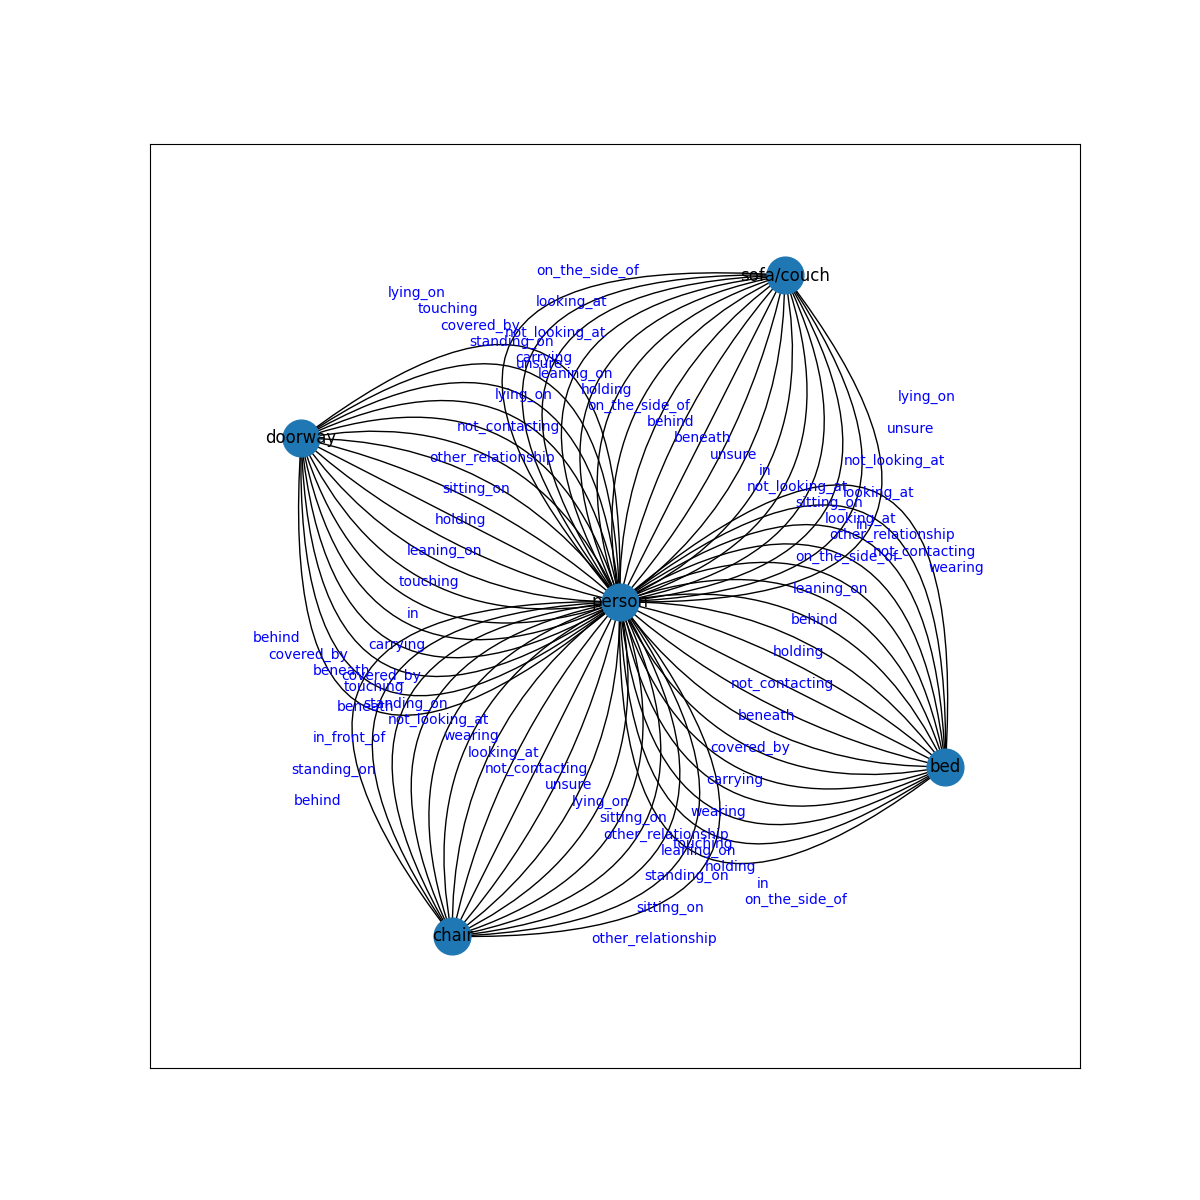 on_the_side_of
sofa/couch
lying_on
looking_at
touching
covered_by
not_looking_at
standing_on
carrying
unsure
leaning_on
holding
lying_on
lying_on
on_the_side_of
behind
not_contacting
unsure
doorway
beneath
unsure
other_relationship
not_looking_at
in
sitting_on
not_looking_at
looking_at
sitting_on
holding
looking_at
in
other_relationship
leaning_on
not_contacting
on_the_side_of
wearing
touching
leaning_on
person
in
behind
behind
carrying
holding
covered_by
beneath
covered_by
not_contacting
touching
standing_on
beneath
beneath
not_looking_at
in_front_of
wearing
covered_by
looking_at
bed
standing_on
not_contacting
carrying
unsure
behind
lying_on
wearing
sitting_on
other_relationship
touching
leaning_on
holding
standing_on
in
on_the_side_of
sitting_on
chair
other_relationship